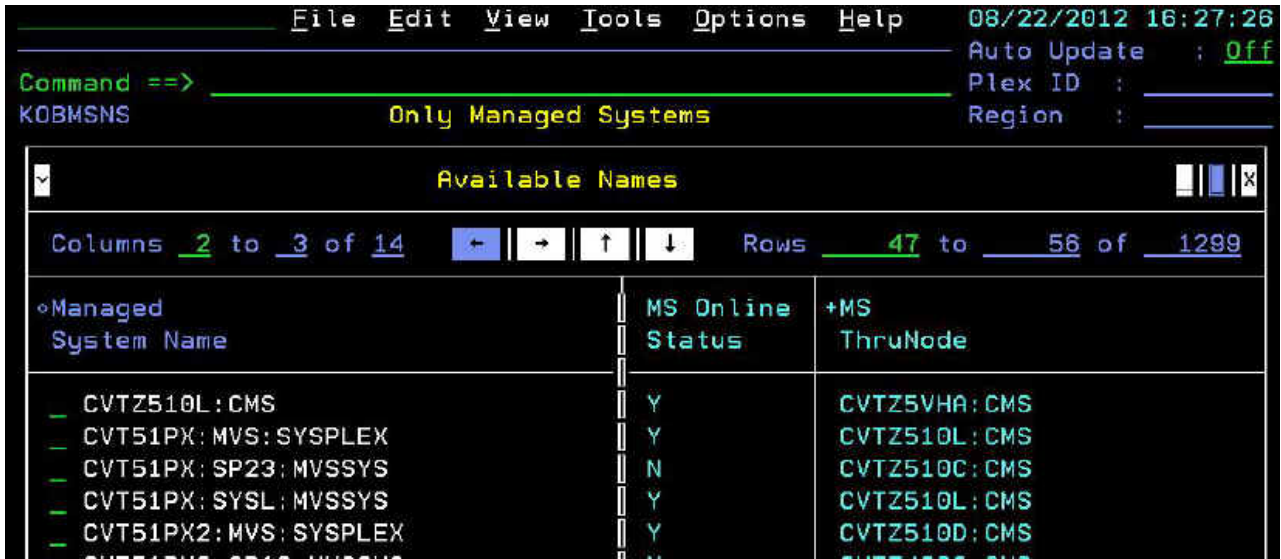 File Edit View Tools Options Help 08/22/2012 16:27:26
Auto Update : Off
Command ==> Plex ID :
KOBMSNS Only Managed Systems Region :
Available Names _ X
Columns 2 to 3 of 14 ← → ↑ ↓ Rows 47 to 56 of 1299
◇Managed MS Online +MS
System Name Status ThruNode
_ CVTZ510L:CMS Y CVTZ5VHA:CMS
_ CVT51PX:MVS:SYSPLEX Y CVTZ510L:CMS
_ CVT51PX:SP23:MVSSYS N CVTZ510C:CMS
_ CVT51PX:SYSL:MVSSYS Y CVTZ510L:CMS
_ CVT51PX2:MVS:SYSPLEX Y CVTZ510D:CMS